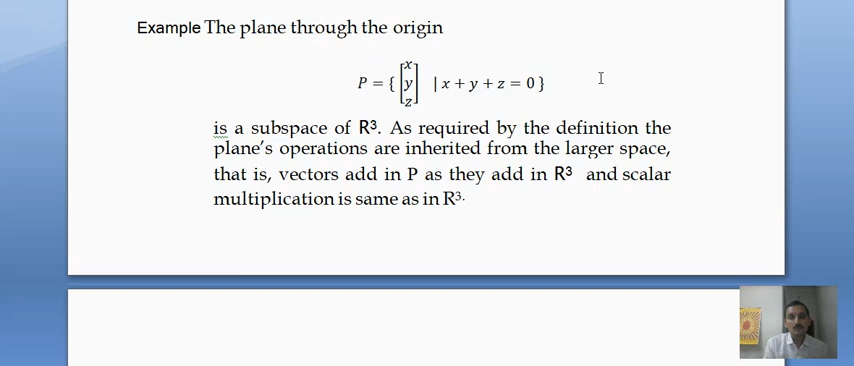 Example The plane through the origin
P = { [x y z] | x + y + z = 0 }
is a subspace of R³. As required by the definition the
plane's operations are inherited from the larger space,
that is, vectors add in P as they add in R³ and scalar
multiplication is same as in R³.